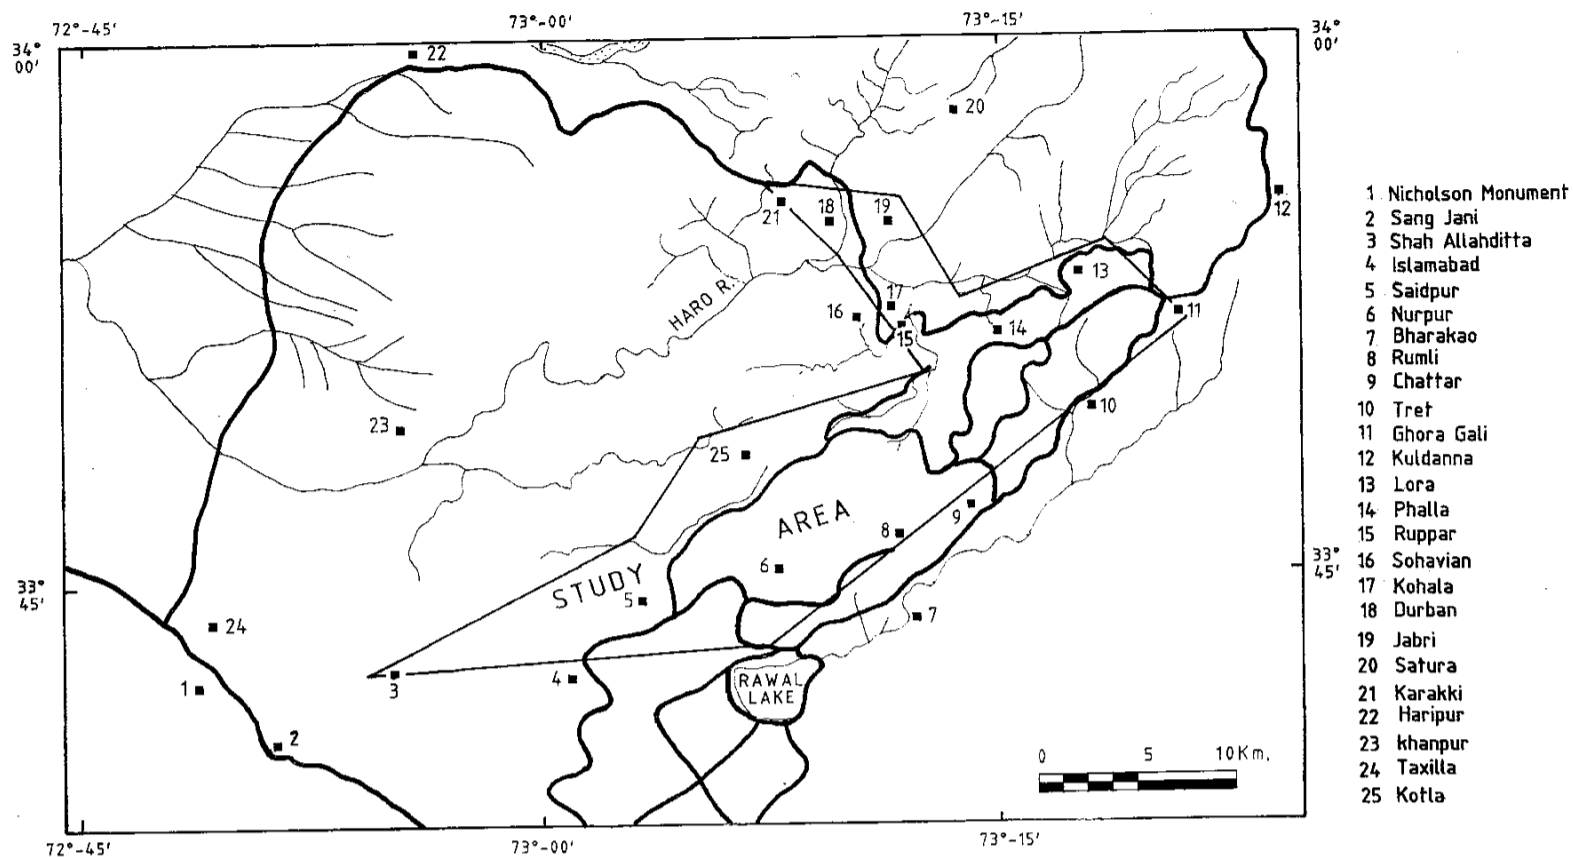 72°-45'
73°-00'
73°-15'
34°
00'
34°
00'
22
20
12
21
18
19
13
HARO R.
17
16
15
14
11
10
23
25
AREA
9
8
6
STUDY
5
33°
45'
33°
45'
7
24
3
4
1
RAWAL
LAKE
2
0 5 10 Km.
72°-45'
73°-00'
73°-15'
1 Nicholson Monument
2 Sang Jani
3 Shah Allahditta
4 Islamabad
5 Saidpur
6 Nurpur
7 Bharakao
8 Rumli
9 Chattar
10 Tret
11 Ghora Gali
12 Kuldanna
13 Lora
14 Phalla
15 Ruppar
16 Sohavian
17 Kohala
18 Durban
19 Jabri
20 Satura
21 Karakki
22 Haripur
23 khanpur
24 Taxilla
25 Kotla